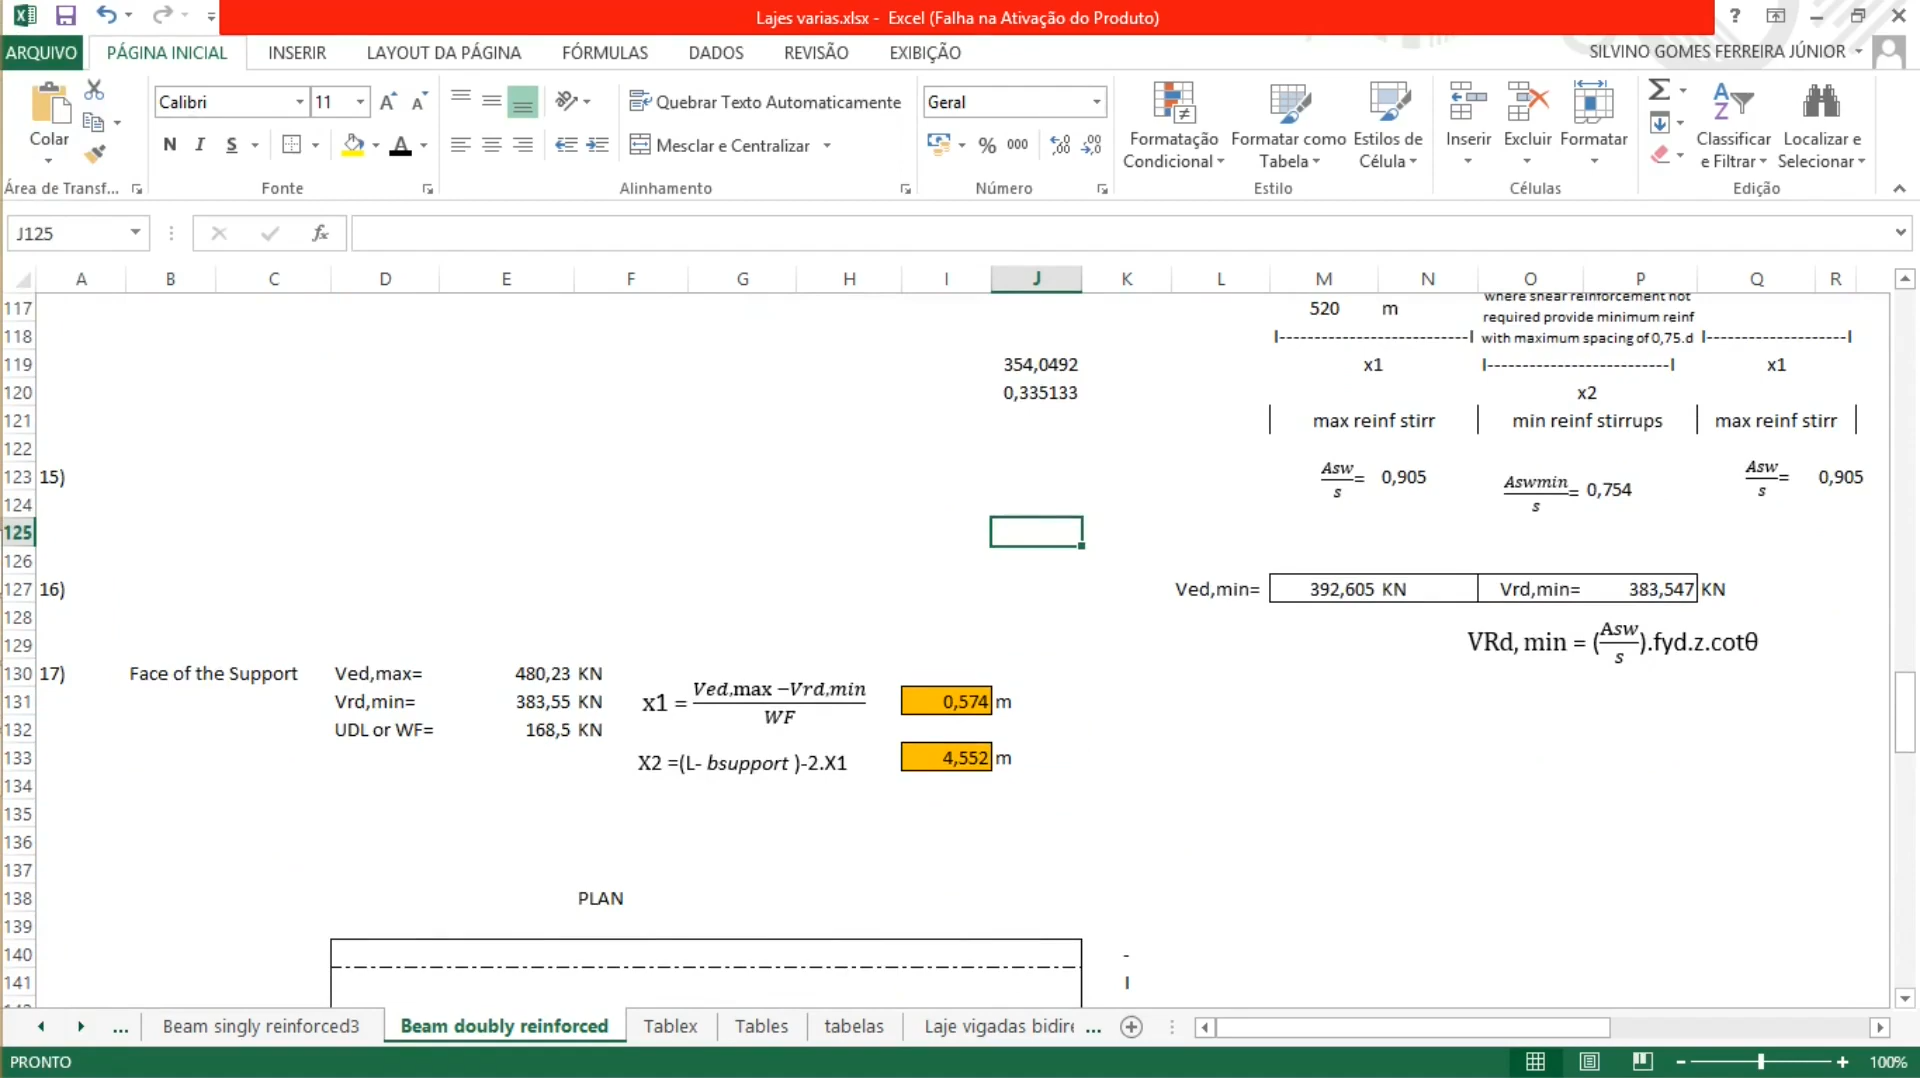 Lajes varias.xlsx - Excel (Falha na Ativação do Produto)
ARQUIVO PÁGINA INICIAL INSERIR LAYOUT DA PÁGINA FÓRMULAS DADOS REVISÃO EXIBIÇÃO SILVINO GOMES FERREIRA JÚNIOR
Calibri 11 Quebrar Texto Automaticamente Geral
Colar N I S A Mesclar e Centralizar % 000
Formatação Condicional Formatar como Tabela Estilos de Célula Inserir Excluir Formatar Classificar e Filtrar Localizar e Selecionar
Área de Transf... Fonte Alinhamento Número Estilo Células Edição
J125 fx
A B C D E F G H I J K L M N O P Q R
117 520 m where shear reinforcement not
required provide minimum reinf
118 I---------------------------I with maximum spacing of 0,75.d I--------------------I
119 354,0492 x1 I--------------------------I x1
120 0,335133 x2
121 max reinf stirr min reinf stirrups max reinf stirr
122
123 15) Asw/s= 0,905 Aswmin/s= 0,754 Asw/s= 0,905
124
125
126
127 16) Ved,min= 392,605 KN Vrd,min= 383,547 KN
128
129 VRd, min = (Asw/s).fyd.z.cotθ
130 17) Face of the Support Ved,max= 480,23 KN
131 Vrd,min= 383,55 KN x1 = Ved,max −Vrd,min/WF 0,574 m
132 UDL or WF= 168,5 KN
133 X2 =(L- bsupport )-2.X1 4,552 m
134
135
136
137
138 PLAN
139
140 -
141 I
... Beam singly reinforced3 Beam doubly reinforced Tablex Tables tabelas Laje vigadas bidire ...
PRONTO 100%